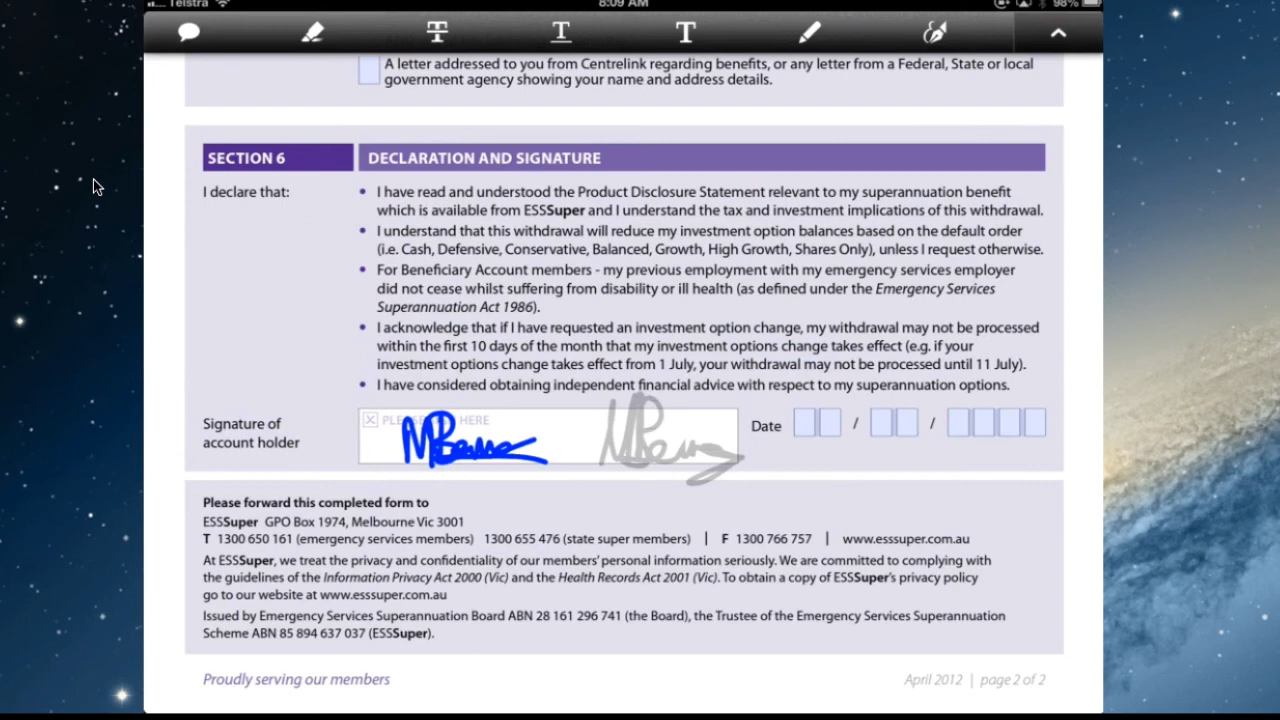 Telstra 8:09 AM 98%
T T T
A letter addressed to you from Centrelink regarding benefits, or any letter from a Federal, State or local
government agency showing your name and address details.
SECTION 6 DECLARATION AND SIGNATURE
I declare that:
• I have read and understood the Product Disclosure Statement relevant to my superannuation benefit
which is available from ESSSuper and I understand the tax and investment implications of this withdrawal.
• I understand that this withdrawal will reduce my investment option balances based on the default order
(i.e. Cash, Defensive, Conservative, Balanced, Growth, High Growth, Shares Only), unless I request otherwise.
• For Beneficiary Account members - my previous employment with my emergency services employer
did not cease whilst suffering from disability or ill health (as defined under the Emergency Services
Superannuation Act 1986).
• I acknowledge that if I have requested an investment option change, my withdrawal may not be processed
within the first 10 days of the month that my investment options change takes effect (e.g. if your
investment options change takes effect from 1 July, your withdrawal may not be processed until 11 July).
• I have considered obtaining independent financial advice with respect to my superannuation options.
Signature of
account holder
HERE
Date / /
Please forward this completed form to
ESSSuper GPO Box 1974, Melbourne Vic 3001
T 1300 650 161 (emergency services members) 1300 655 476 (state super members) | F 1300 766 757 | www.esssuper.com.au
At ESSSuper, we treat the privacy and confidentiality of our members' personal information seriously. We are committed to complying with
the guidelines of the Information Privacy Act 2000 (Vic) and the Health Records Act 2001 (Vic). To obtain a copy of ESSSuper's privacy policy
go to our website at www.esssuper.com.au
Issued by Emergency Services Superannuation Board ABN 28 161 296 741 (the Board), the Trustee of the Emergency Services Superannuation
Scheme ABN 85 894 637 037 (ESSSuper).
Proudly serving our members
April 2012 | page 2 of 2